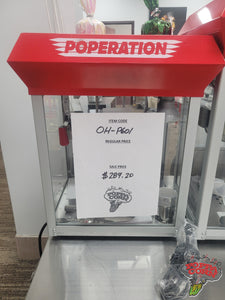 POPERATION
ITEM CODE
OH-P601
REGULAR PRICE
SALE PRICE
$289.20